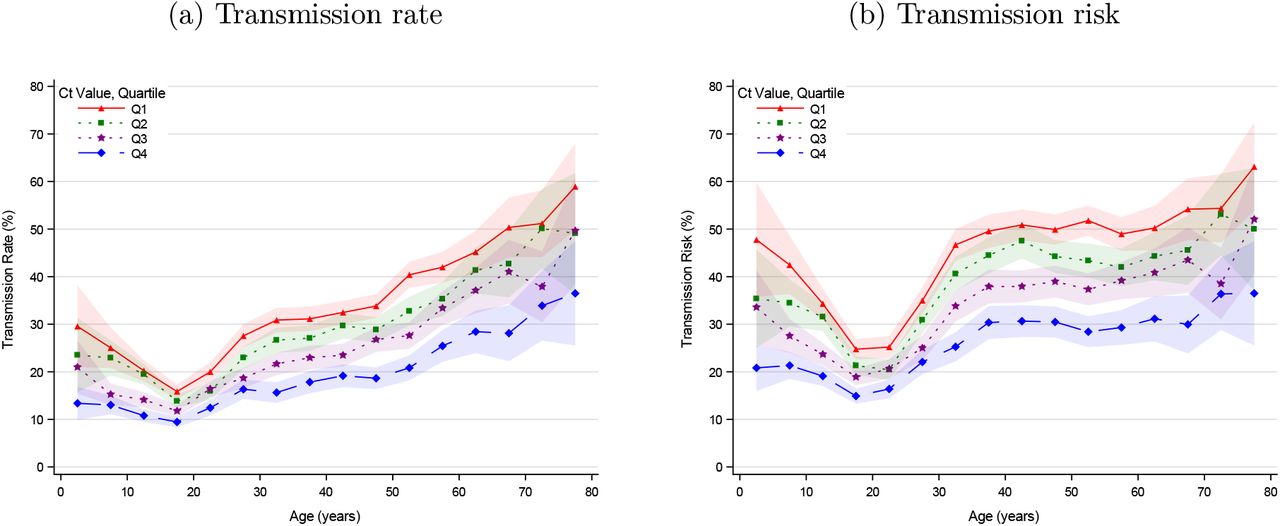 (a) Transmission rate
80
70
60
50
40
30
20
10
0
Transmission Rate (%)
Ct Value, Quartile
Q1
Q2
Q3
Q4
0 10 20 30 40 50 60 70 80
Age (years)
(b) Transmission risk
80
70
60
50
40
30
20
10
0
Transmission Risk (%)
Ct Value, Quartile
Q1
Q2
Q3
Q4
0 10 20 30 40 50 60 70 80
Age (years)